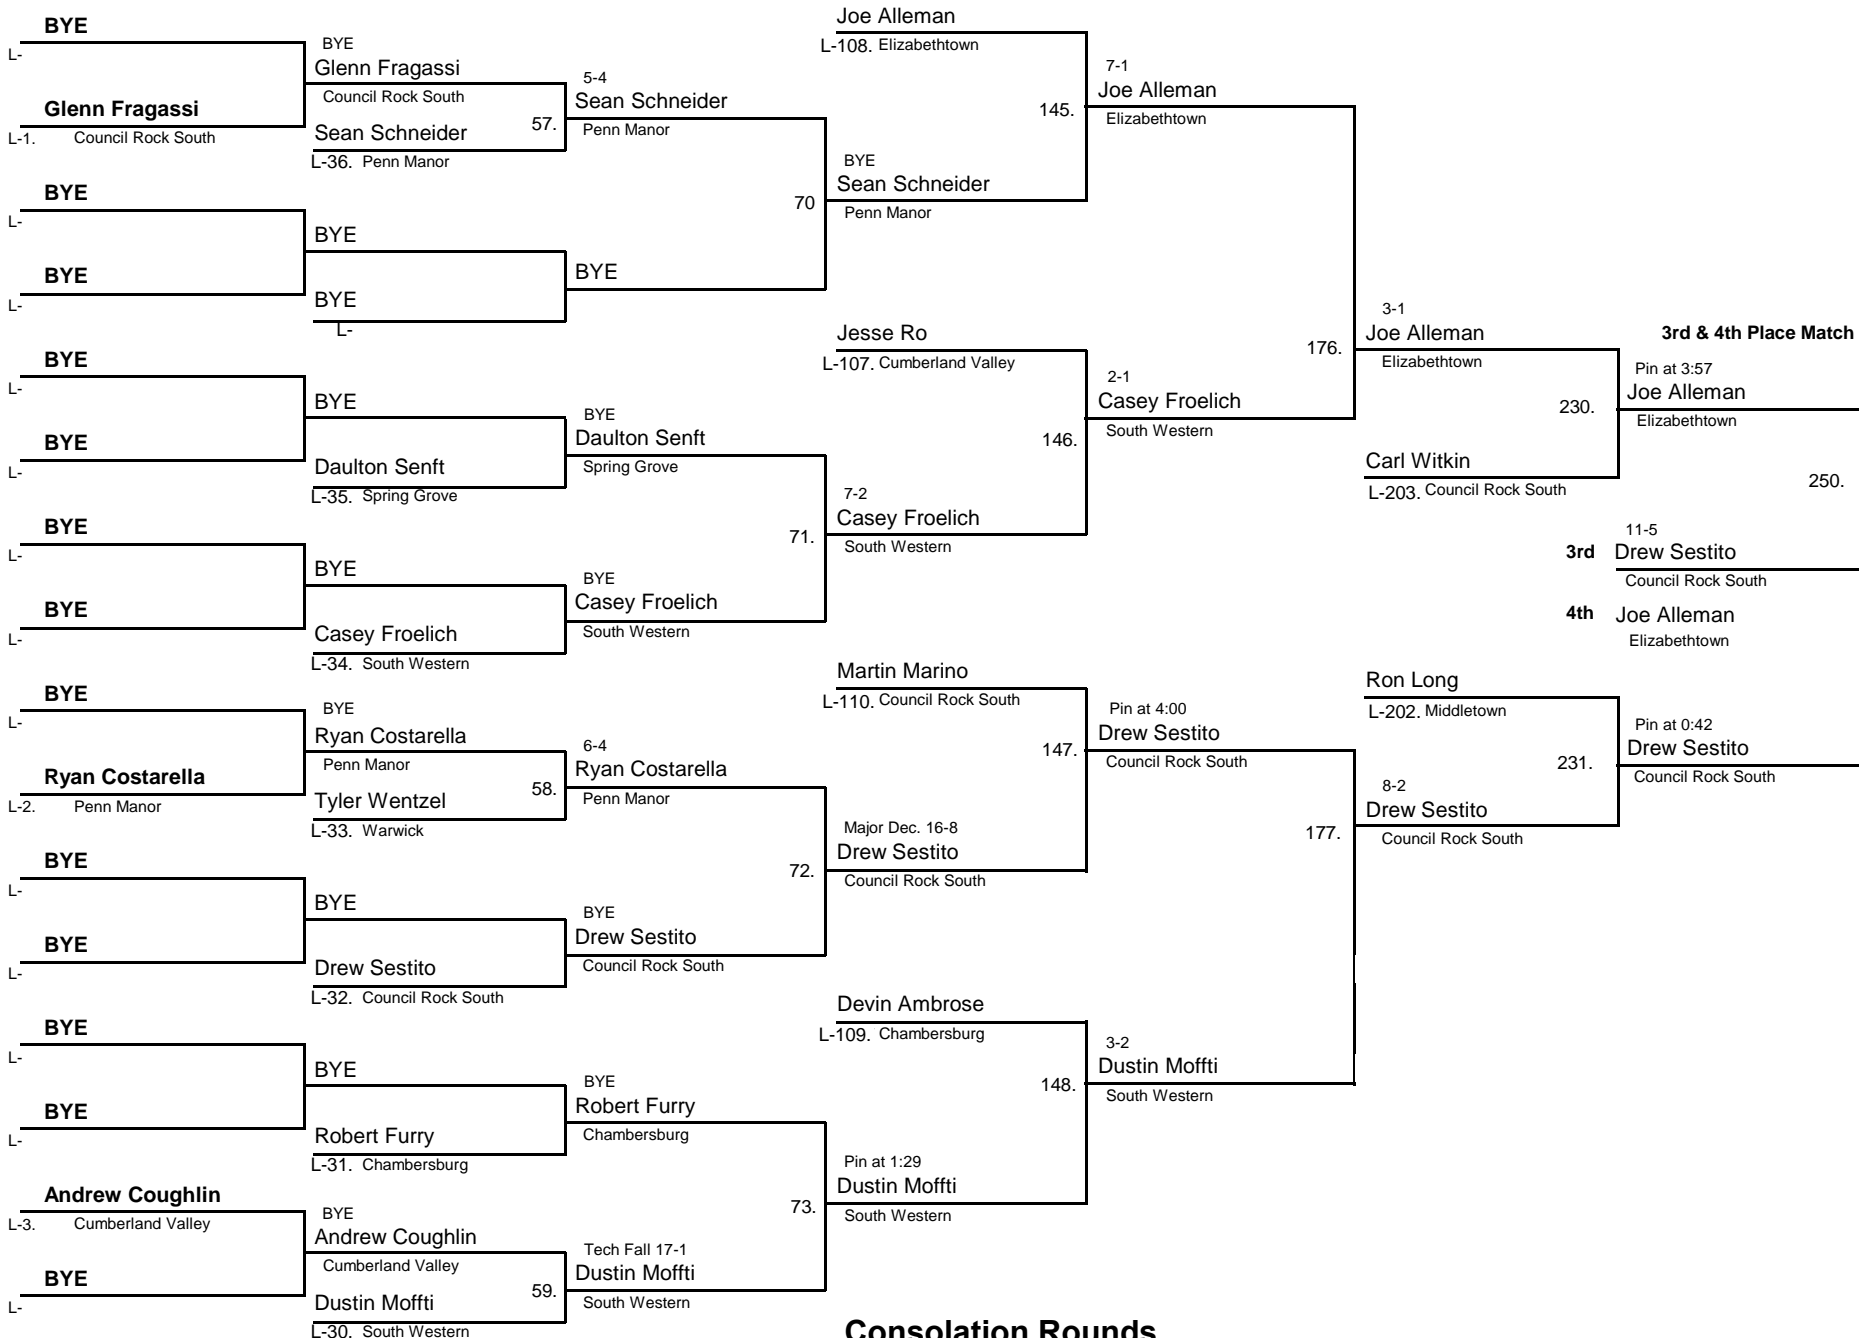 BYE
L-
Glenn Fragassi
L-1. Council Rock South
BYE
L-
BYE
L-
BYE
L-
BYE
L-
BYE
L-
BYE
L-
BYE
L-
Ryan Costarella
L-2. Penn Manor
BYE
L-
BYE
L-
BYE
L-
BYE
L-
Andrew Coughlin
L-3. Cumberland Valley
BYE
L-
BYE
Glenn Fragassi
Council Rock South
57.
Sean Schneider
L-36. Penn Manor
BYE
BYE
L-
BYE
Daulton Senft
L-35. Spring Grove
BYE
Casey Froelich
L-34. South Western
BYE
Ryan Costarella
Penn Manor
58.
Tyler Wentzel
L-33. Warwick
BYE
Drew Sestito
L-32. Council Rock South
BYE
Robert Furry
L-31. Chambersburg
BYE
Andrew Coughlin
Cumberland Valley
59.
Dustin Moffti
L-30. South Western
5-4
Sean Schneider
Penn Manor
70
BYE
BYE
Daulton Senft
Spring Grove
71.
BYE
Casey Froelich
South Western
6-4
Ryan Costarella
Penn Manor
72.
BYE
Drew Sestito
Council Rock South
BYE
Robert Furry
Chambersburg
73.
Tech Fall 17-1
Dustin Moffti
South Western
Joe Alleman
L-108. Elizabethtown
145.
BYE
Sean Schneider
Penn Manor
Jesse Ro
L-107. Cumberland Valley
146.
7-2
Casey Froelich
South Western
Martin Marino
L-110. Council Rock South
147.
Major Dec. 16-8
Drew Sestito
Council Rock South
Devin Ambrose
L-109. Chambersburg
148.
Pin at 1:29
Dustin Moffti
South Western
7-1
Joe Alleman
Elizabethtown
176.
2-1
Casey Froelich
South Western
Pin at 4:00
Drew Sestito
Council Rock South
177.
3-2
Dustin Moffti
South Western
3-1
Joe Alleman
Elizabethtown
230.
Carl Witkin
L-203. Council Rock South
Ron Long
L-202. Middletown
231.
8-2
Drew Sestito
Council Rock South
3rd & 4th Place Match
Pin at 3:57
Joe Alleman
Elizabethtown
250.
11-5
3rd Drew Sestito
Council Rock South
4th Joe Alleman
Elizabethtown
Pin at 0:42
Drew Sestito
Council Rock South
Consolation Rounds